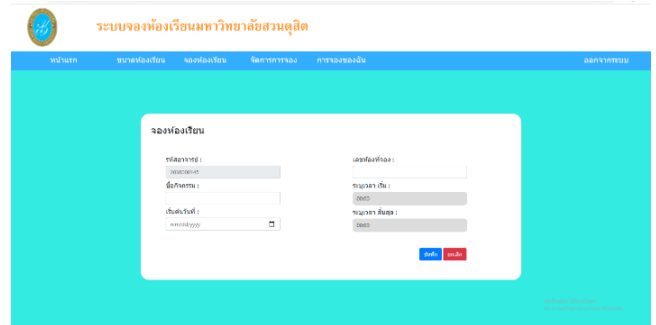 ระบบจองห้องเรียนมหาวิทยาลัยสวนดุสิต
หน้าแรก ขนาดห้องเรียน จองห้องเรียน จัดการการจอง การจองของฉัน ออกจากระบบ
จองห้องเรียน
รหัสอาจารย์ : เลขห้องที่จอง :
ชื่อกิจกรรม : ระบุเวลา เริ่ม :
เริ่มต้นวันที่ : ระบุเวลา สิ้นสุด :
mm/dd/yyyy
บันทึก ยกเลิก